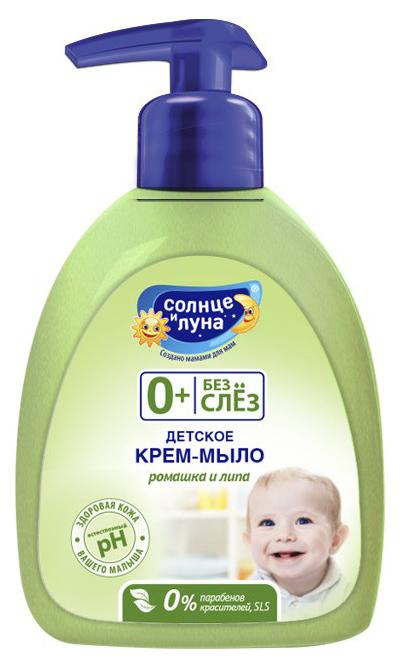 солнце
и луна
®
Создано мамами для мам
0+ БЕЗ СЛЁЗ
ДЕТСКОЕ
КРЕМ-МЫЛО
ромашка и липа
ЗДОРОВАЯ КОЖА
естественный
pH
ВАШЕГО МАЛЫША
0% парабенов
красителей, SLS